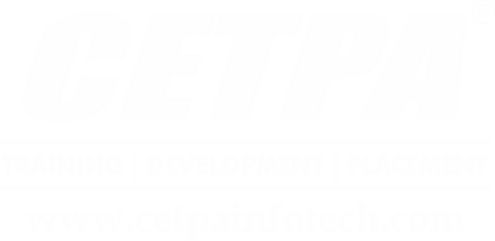 CETPA
TRAINING | DEVELOPMENT | PLACEMENT
www.cetpainfotech.com